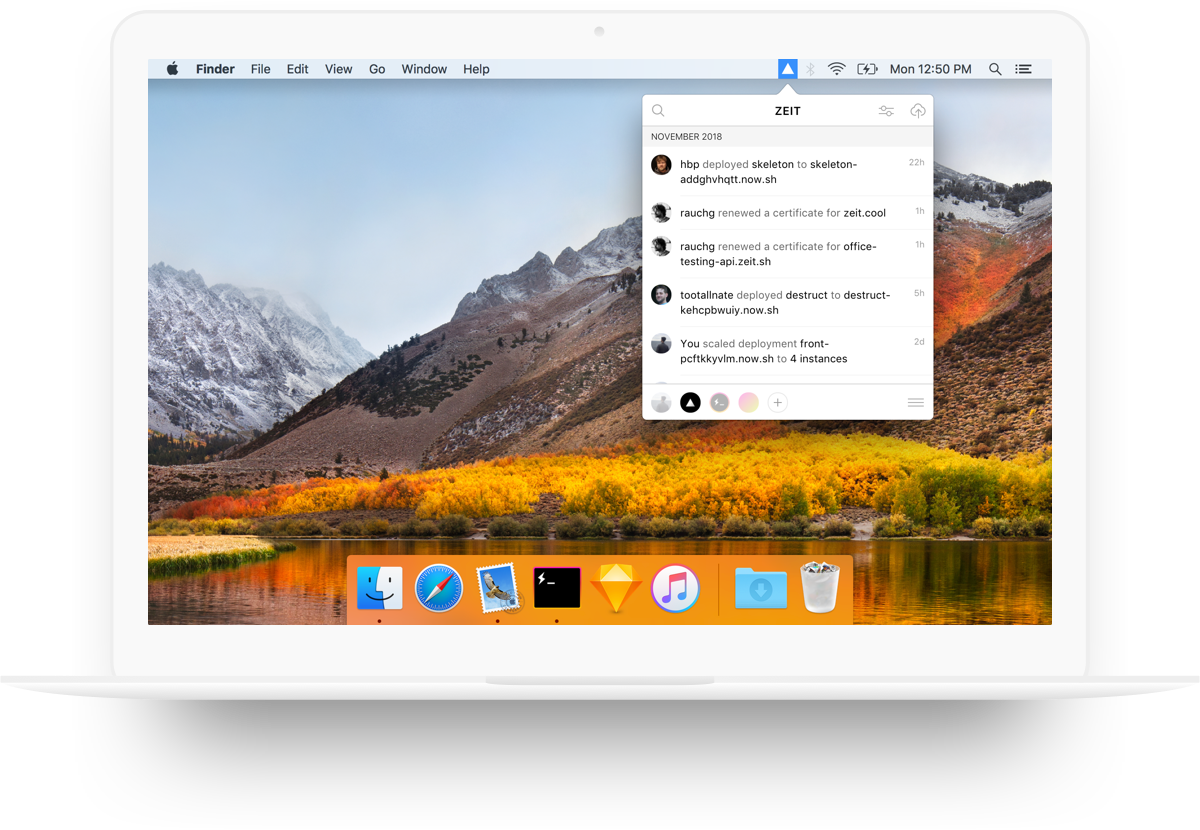 Finder File Edit View Go Window Help Mon 12:50 PM
ZEIT
NOVEMBER 2018
hbp deployed skeleton to skeleton- 22h
addghvhqtt.now.sh
rauchg renewed a certificate for zeit.cool 1h
rauchg renewed a certificate for office- 1h
testing-api.zeit.sh
tootallnate deployed destruct to destruct- 5h
kehcpbwuiy.now.sh
You scaled deployment front- 2d
pcftkkyvlm.now.sh to 4 instances